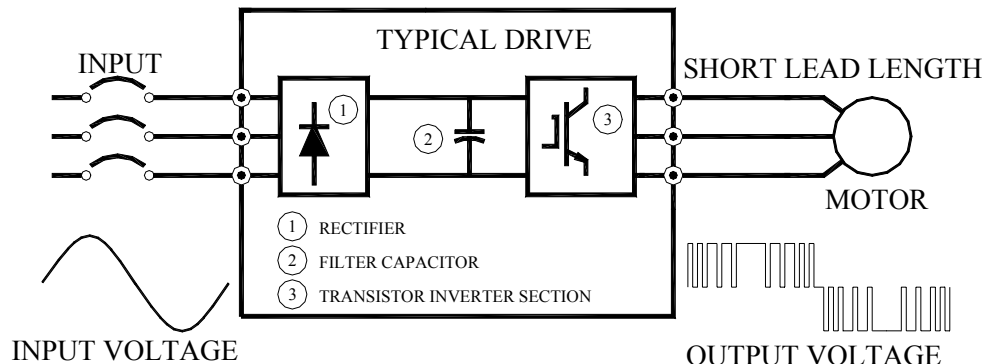 TYPICAL DRIVE
INPUT
SHORT LEAD LENGTH
1
2
3
MOTOR
1 RECTIFIER
2 FILTER CAPACITOR
3 TRANSISTOR INVERTER SECTION
INPUT VOLTAGE
OUTPUT VOLTAGE